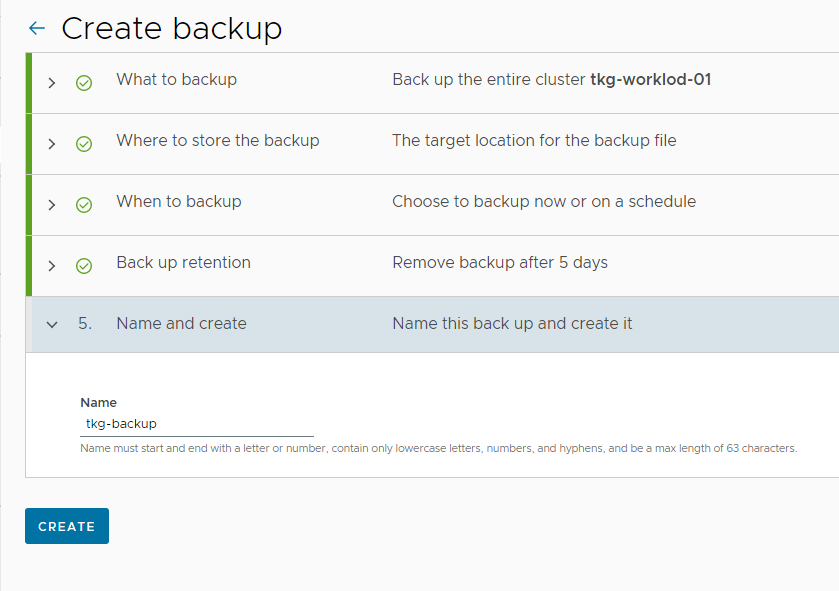 Create backup
What to backup Back up the entire cluster tkg-worklod-01
Where to store the backup The target location for the backup file
When to backup Choose to backup now or on a schedule
Back up retention Remove backup after 5 days
5. Name and create Name this back up and create it
Name
tkg-backup
Name must start and end with a letter or number, contain only lowercase letters, numbers, and hyphens, and be a max length of 63 characters.
CREATE